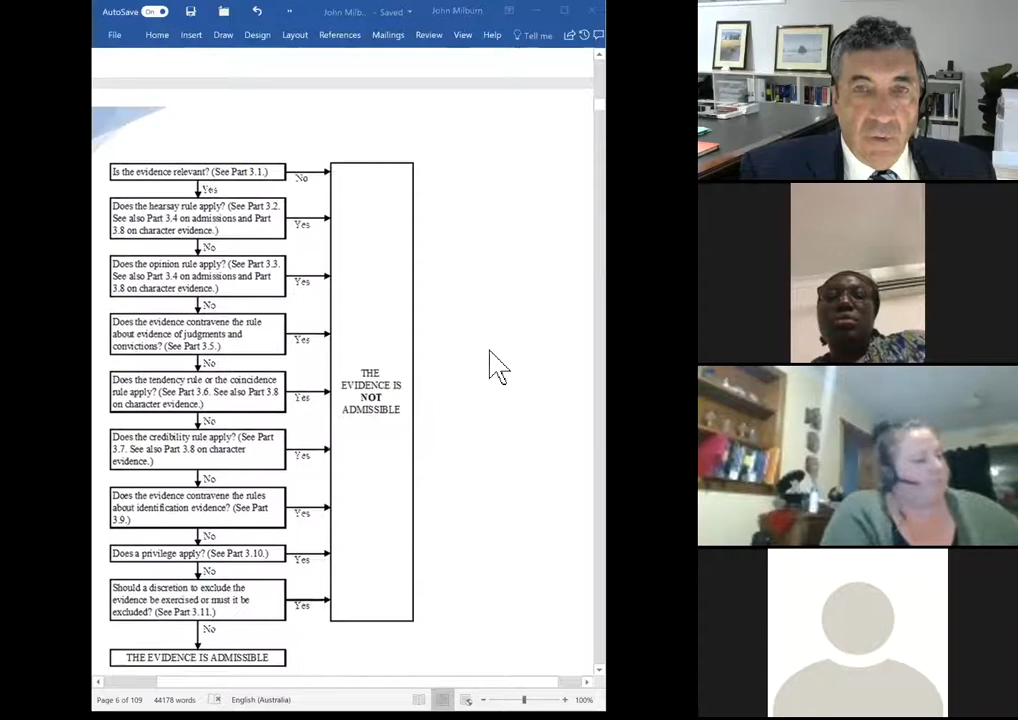 AutoSave On
John Milb... - Saved
John Milburn
File Home Insert Draw Design Layout References Mailings Review View Help Tell me
Is the evidence relevant? (See Part 3.1.)
No
Yes
Does the hearsay rule apply? (See Part 3.2.
See also Part 3.4 on admissions and Part
3.8 on character evidence.)
Yes
No
Does the opinion rule apply? (See Part 3.3.
See also Part 3.4 on admissions and Part
3.8 on character evidence.)
Yes
No
Does the evidence contravene the rule
about evidence of judgments and
convictions? (See Part 3.5.)
Yes
No
Does the tendency rule or the coincidence
rule apply? (See Part 3.6. See also Part 3.8
on character evidence.)
Yes
No
Does the credibility rule apply? (See Part
3.7. See also Part 3.8 on character
evidence.)
Yes
No
Does the evidence contravene the rules
about identification evidence? (See Part
3.9.)
Yes
No
Does a privilege apply? (See Part 3.10.)
Yes
No
Should a discretion to exclude the
evidence be exercised or must it be
excluded? (See Part 3.11.)
Yes
No
THE EVIDENCE IS ADMISSIBLE
THE
EVIDENCE IS
NOT
ADMISSIBLE
Page 6 of 109 44178 words English (Australia) 100%